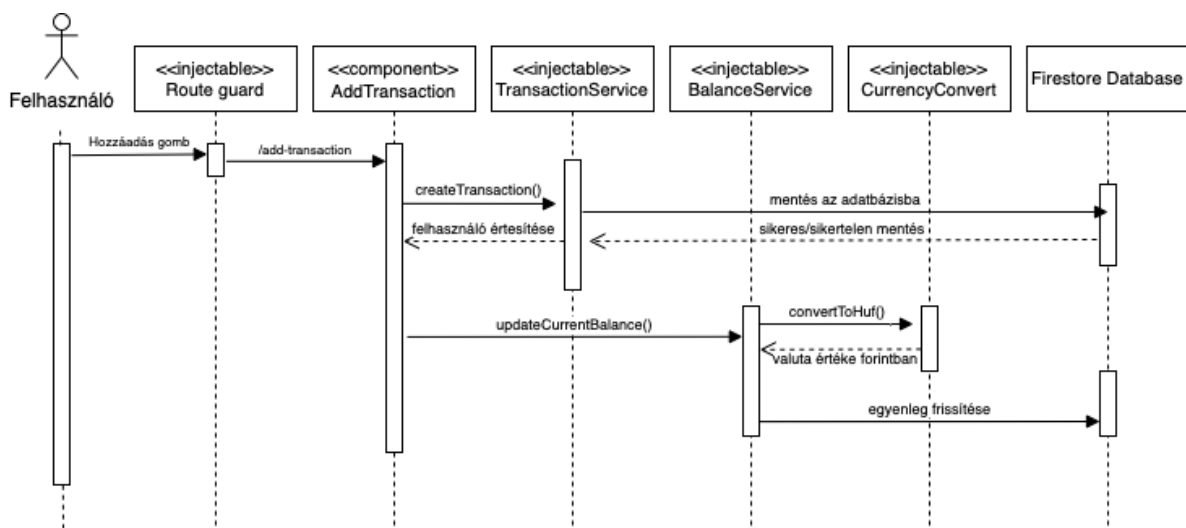 Felhasználó
<<injectable>>
Route guard
<<component>>
AddTransaction
<<injectable>>
TransactionService
<<injectable>>
BalanceService
<<injectable>>
CurrencyConvert
Firestore Database
Hozzáadás gomb
/add-transaction
createTransaction()
mentés az adatbázisba
felhasználó értesítése
sikeres/sikertelen mentés
updateCurrentBalance()
convertToHuf()
valuta értéke forintban
egyenleg frissítése